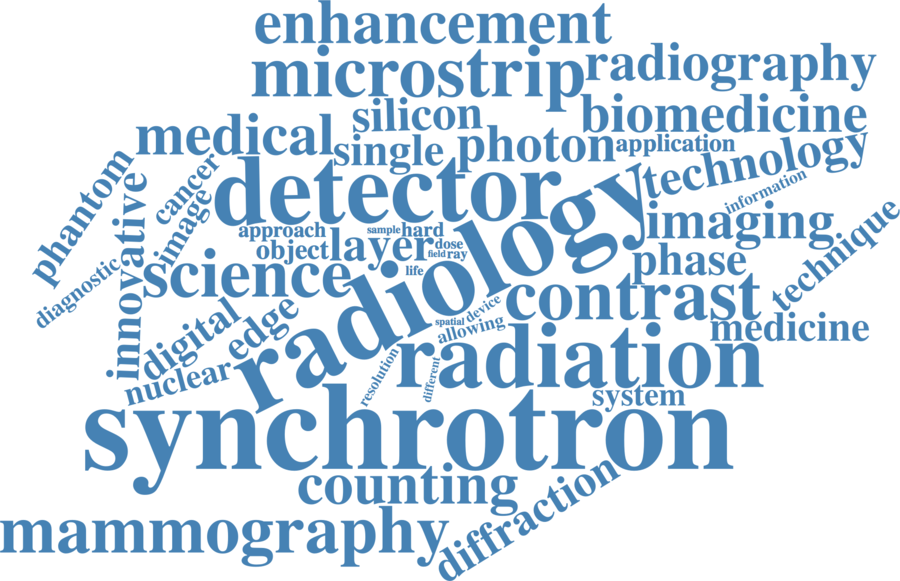 enhancement
microstrip
radiography
silicon
biomedicine
medical
single
photon
application
technology
phantom
cancer
image
innovative
detector
radiology
information
imaging
technique
approach
sample
hard
object
layer
dose
field
ray
life
phase
diagnostic
science
contrast
medicine
digital
edge
spatial
device
allowing
nuclear
resolution
different
radiation
system
synchrotron
counting
diffraction
mammography